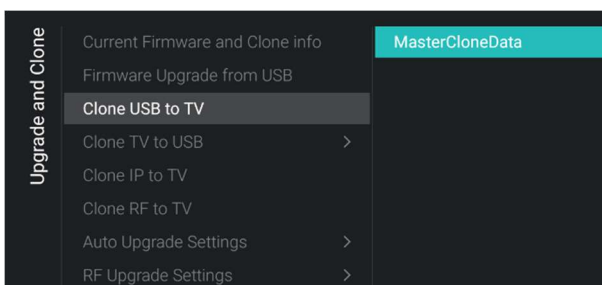 Upgrade and Clone
Current Firmware and Clone info
Firmware Upgrade from USB
Clone USB to TV
Clone TV to USB
Clone IP to TV
Clone RF to TV
Auto Upgrade Settings
RF Upgrade Settings
MasterCloneData